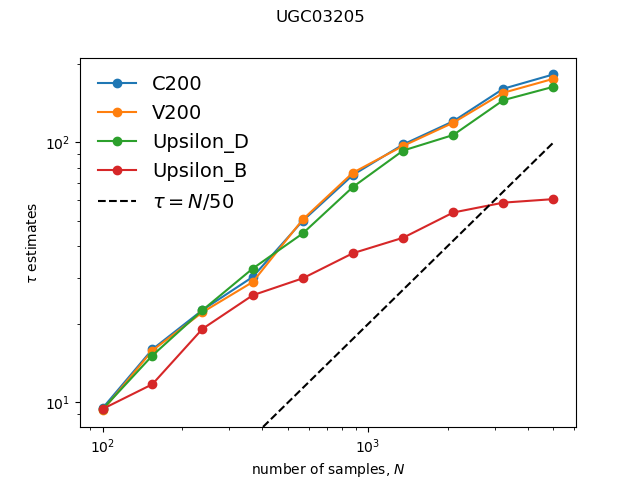 UGC03205
C200
V200
Upsilon_D
Upsilon_B
τ = N/50
10²
10¹
τ estimates
10²
10³
number of samples, N